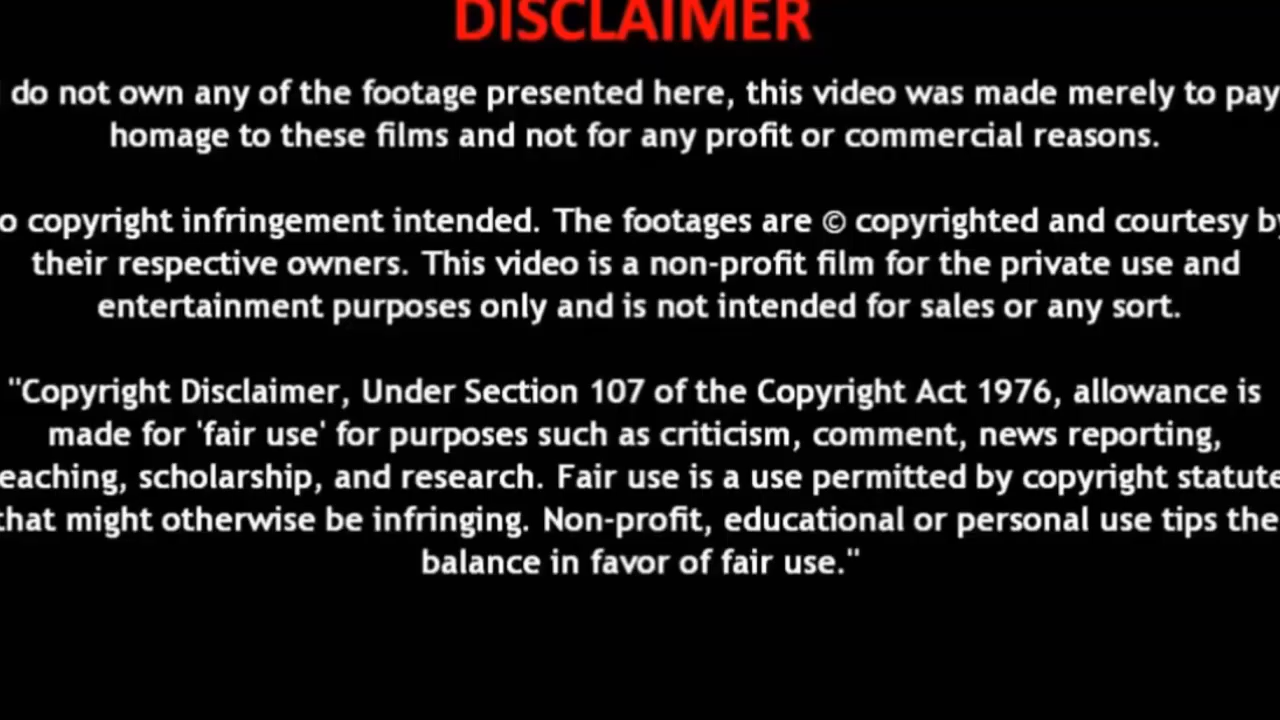 DISCLAIMER
do not own any of the footage presented here, this video was made merely to pay
homage to these films and not for any profit or commercial reasons.
o copyright infringement intended. The footages are © copyrighted and courtesy by
their respective owners. This video is a non-profit film for the private use and
entertainment purposes only and is not intended for sales or any sort.
"Copyright Disclaimer, Under Section 107 of the Copyright Act 1976, allowance is
made for 'fair use' for purposes such as criticism, comment, news reporting,
eaching, scholarship, and research. Fair use is a use permitted by copyright statute
that might otherwise be infringing. Non-profit, educational or personal use tips the
balance in favor of fair use."